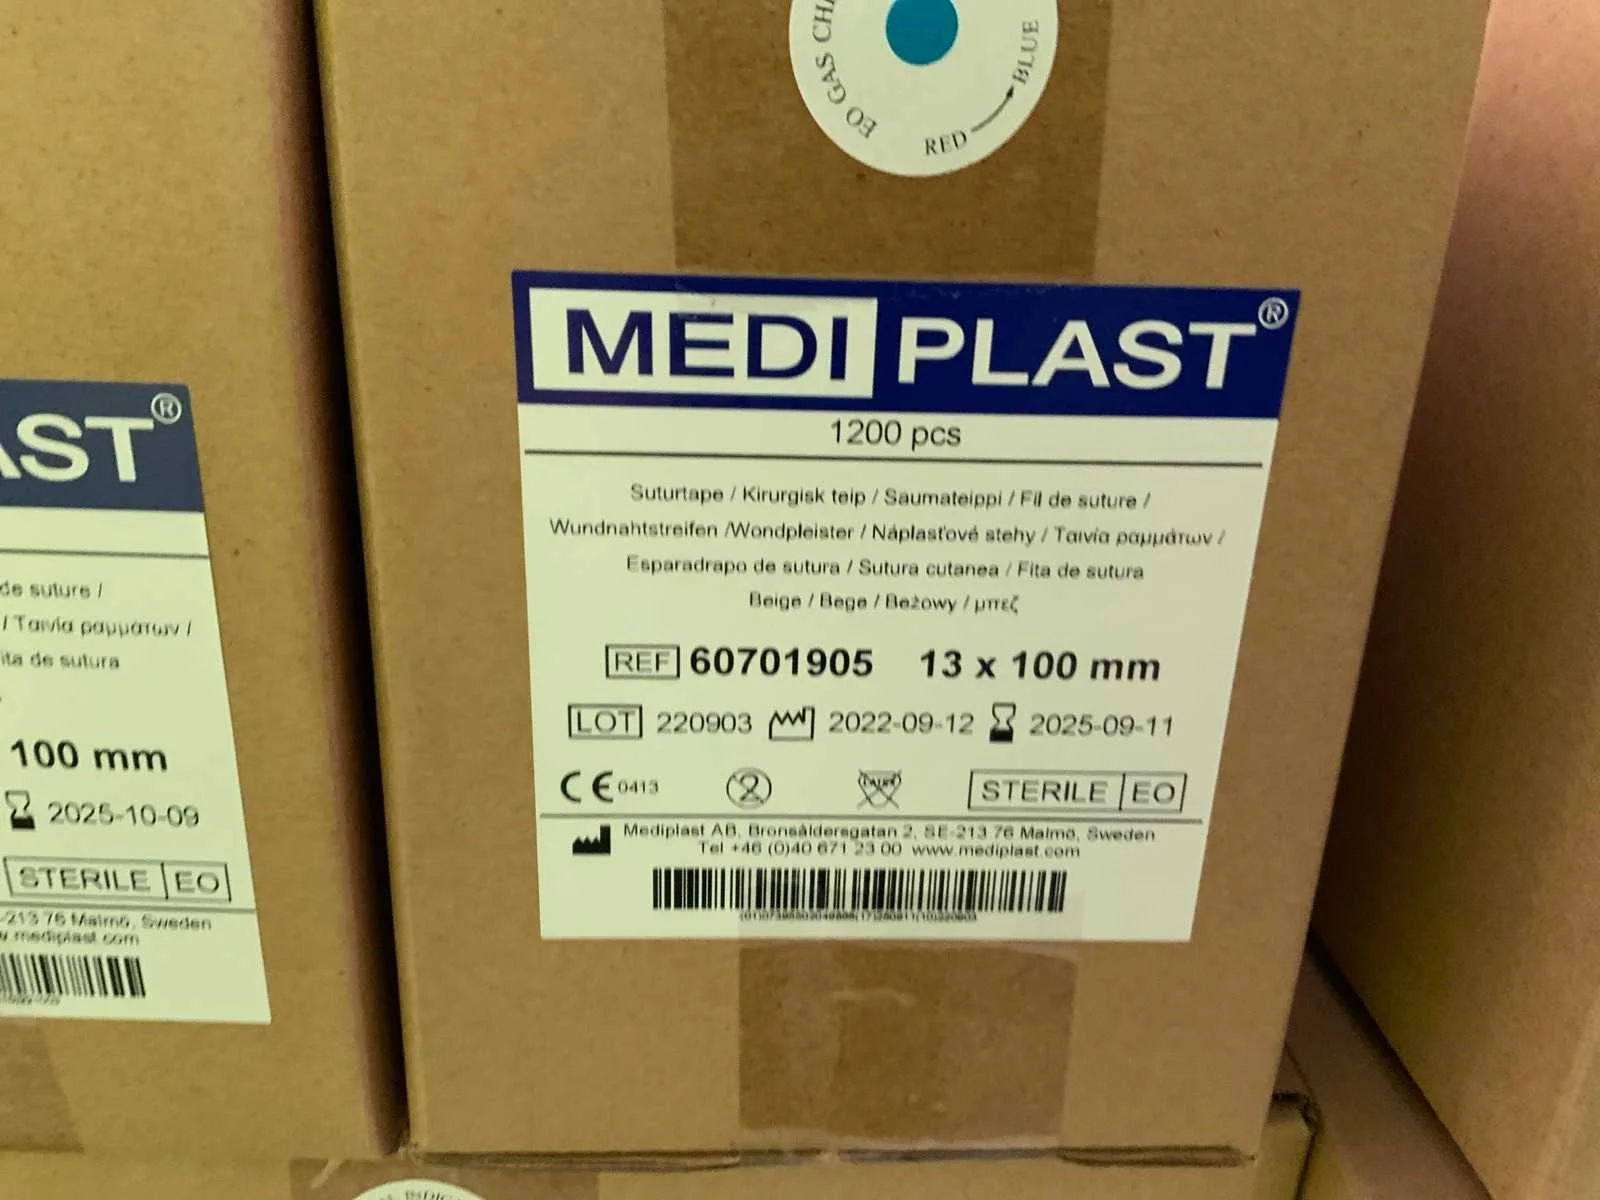 EO GAS
RED → BLUE
MEDI PLAST®
1200 pcs
Suturtape / Kirurgisk teip / Saumateippi / Fil de suture /
Wundnahtstreifen /Wondpleister / Náplasťové stehy / Ταινία ραμμάτων /
Esparadrapo de sutura / Sutura cutanea / Fita de sutura
Beige / Bege / Beżowy / μπεζ
REF 60701905 13 x 100 mm
LOT 220903 2022-09-12 2025-09-11
CE 0413 2 STERILE EO
Mediplast AB, Bronsåldersgatan 2, SE-213 76 Malmö, Sweden
Tel +46 (0)40 671 23 00 www.mediplast.com
AST®
de suture /
/ Ταινία ραμμάτων /
ita de sutura
100 mm
2025-10-09
STERILE EO
-213 76 Malmö, Sweden
w.mediplast.com